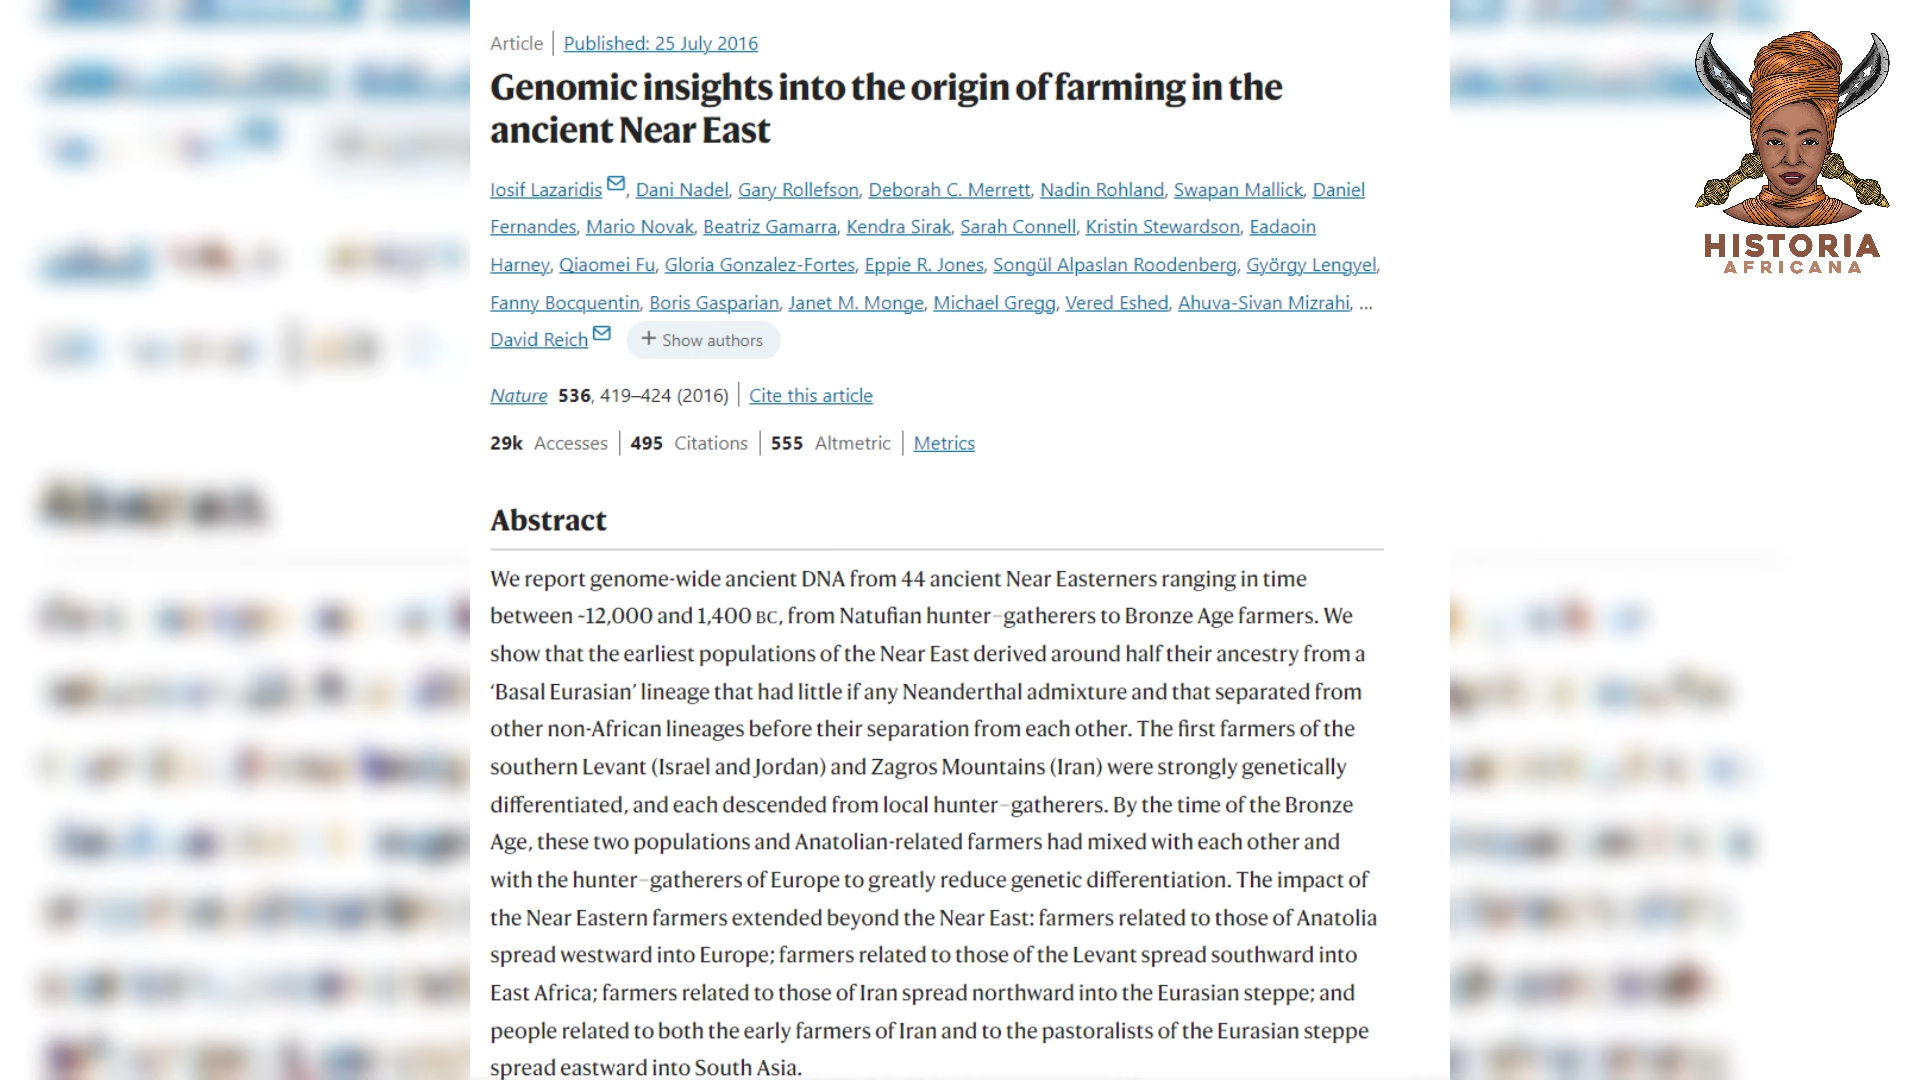 Article | Published: 25 July 2016
Genomic insights into the origin of farming in the
ancient Near East
Iosif Lazaridis, Dani Nadel, Gary Rollefson, Deborah C. Merrett, Nadin Rohland, Swapan Mallick, Daniel
Fernandes, Mario Novak, Beatriz Gamarra, Kendra Sirak, Sarah Connell, Kristin Stewardson, Eadaoin
Harney, Qiaomei Fu, Gloria Gonzalez-Fortes, Eppie R. Jones, Songül Alpaslan Roodenberg, György Lengyel,
Fanny Bocquentin, Boris Gasparian, Janet M. Monge, Michael Gregg, Vered Eshed, Ahuva-Sivan Mizrahi, ...
David Reich + Show authors
Nature 536, 419–424 (2016) | Cite this article
29k Accesses | 495 Citations | 555 Altmetric | Metrics
Abstract
We report genome-wide ancient DNA from 44 ancient Near Easterners ranging in time
between ~12,000 and 1,400 BC, from Natufian hunter–gatherers to Bronze Age farmers. We
show that the earliest populations of the Near East derived around half their ancestry from a
‘Basal Eurasian’ lineage that had little if any Neanderthal admixture and that separated from
other non-African lineages before their separation from each other. The first farmers of the
southern Levant (Israel and Jordan) and Zagros Mountains (Iran) were strongly genetically
differentiated, and each descended from local hunter–gatherers. By the time of the Bronze
Age, these two populations and Anatolian-related farmers had mixed with each other and
with the hunter–gatherers of Europe to greatly reduce genetic differentiation. The impact of
the Near Eastern farmers extended beyond the Near East: farmers related to those of Anatolia
spread westward into Europe; farmers related to those of the Levant spread southward into
East Africa; farmers related to those of Iran spread northward into the Eurasian steppe; and
people related to both the early farmers of Iran and to the pastoralists of the Eurasian steppe
spread eastward into South Asia.
HISTORIA
AFRICANA